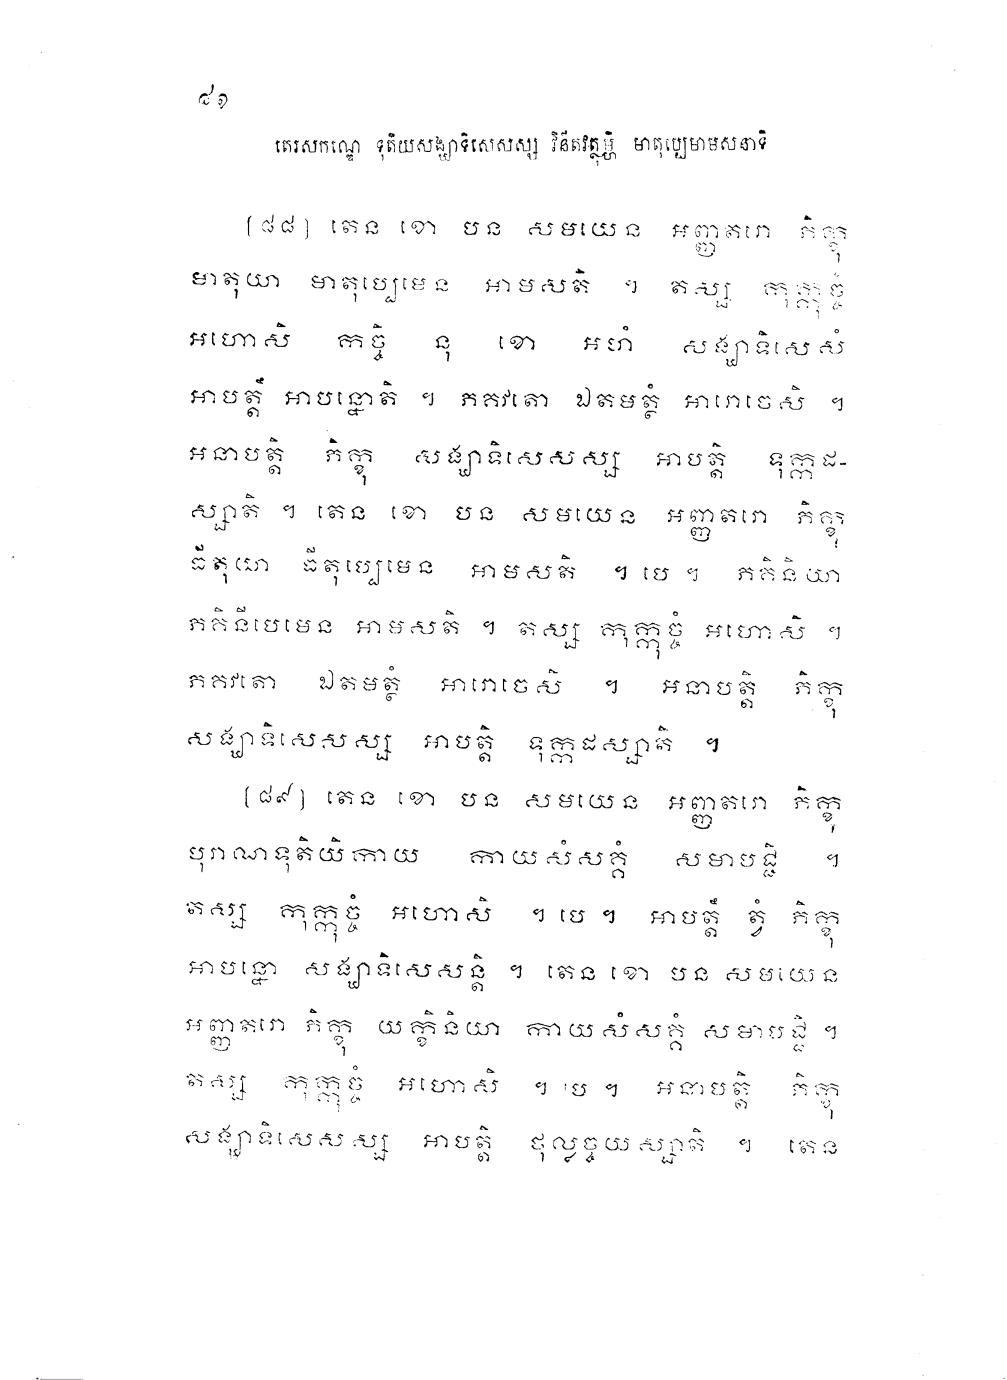 ៨១
តេរសកណ្ឌេ ទុតិយសង្ឃាទិសេសស្ស វិនីតវត្ថុម្ហិ មាតុប្បេមាមសនាទិ
[៨៨] តេន ខោ បន សមយេន អញ្ញតរោ ភិក្ខុ
មាតុយា មាតុប្បេមេន អាមសតិ ។ តស្ស កុក្កុច្ចំ
អហោសិ កច្ចិ នុ ខោ អហំ សង្ឃាទិសេសំ
អាបត្តឹ អាបន្នោតិ ។ ភគវតោ ឯតមត្ថំ អារោចេសិ ។
អនាបត្តិ ភិក្ខុ សង្ឃាទិសេសស្ស អាបត្តិ ទុក្កដ-
ស្សាតិ ។ តេន ខោ បន សមយេន អញ្ញតរោ ភិក្ខុ
ធីតុយា ធីតុប្បេមេន អាមសតិ ។ បេ ។ ភគិនិយា
ភគិនីបេមេន អាមសតិ ។ តស្ស កុក្កុច្ចំ អហោសិ ។
ភគវតោ ឯតមត្ថំ អារោចេសិ ។ អនាបត្តិ ភិក្ខុ
សង្ឃាទិសេសស្ស អាបត្តិ ទុក្កដស្សាតិ ។
[៨៩] តេន ខោ បន សមយេន អញ្ញតរោ ភិក្ខុ
បុរាណទុតិយិកាយ កាយសំសគ្គំ សមាបជ្ជិ ។
តស្ស កុក្កុច្ចំ អហោសិ ។ បេ ។ អាបត្តឹ ត្វំ ភិក្ខុ
អាបន្នោ សង្ឃាទិសេសន្តិ ។ តេន ខោ បន សមយេន
អញ្ញតរោ ភិក្ខុ យក្ខិនិយា កាយសំសគ្គំ សមាបជ្ជិ ។
តស្ស កុក្កុច្ចំ អហោសិ ។ បេ ។ អនាបត្តិ ភិក្ខុ
សង្ឃាទិសេសស្ស អាបត្តិ ថុល្លច្ចយស្សាតិ ។ តេន